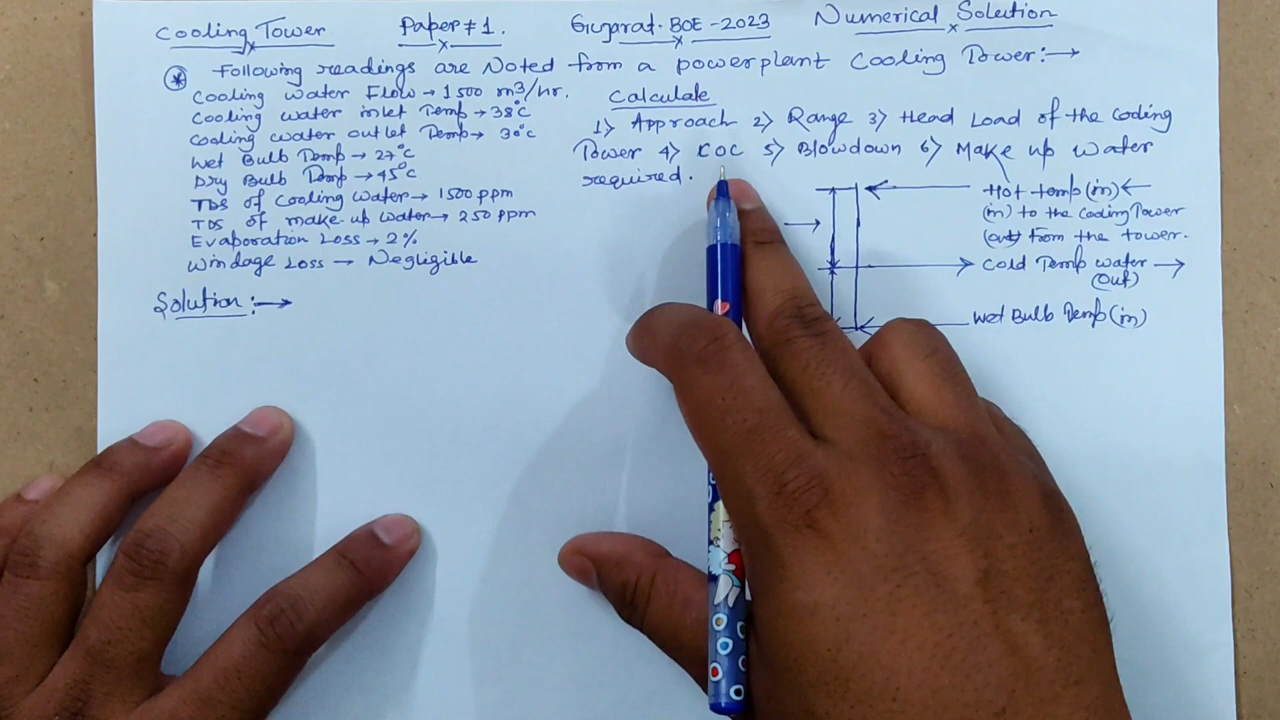 Cooling Tower Paper # 1. Gujarat. BOE - 2023 Numerical Solution
Following readings are Noted from a powerplant Cooling Tower:→
Cooling water Flow → 1500 m3/hr.
Cooling water inlet Temp → 38°C
Cooling water outlet Temp → 30°C
Wet Bulb Temp → 27°C
Dry Bulb Temp → 45°C
TDS of Cooling Water → 1500 ppm
TDS of make-up Water → 250 ppm
Evaporation Loss → 2%
Windage Loss → Negligible
Calculate
1> Approach 2> Range 3> Head Load of the Cooling
Tower 4> COC 5> Blowdown 6> Make up water
required.
Hot temp (in) ←
(in) to the Cooling Tower
(out) from the tower.
Cold Temp water →
(Out)
Wet Bulb Temp (in)
Solution :→